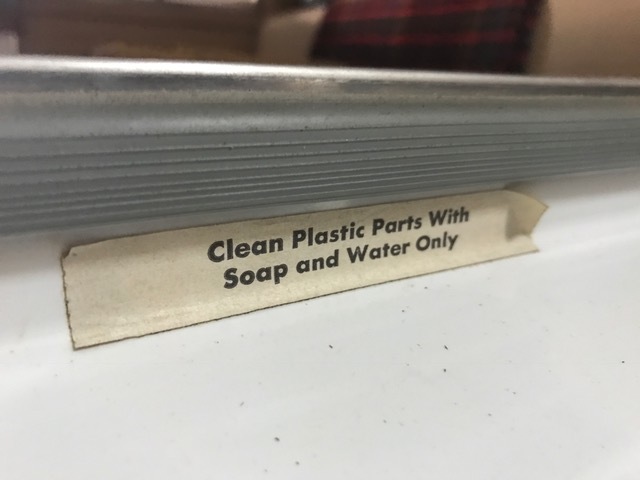 Clean Plastic Parts With
Soap and Water Only